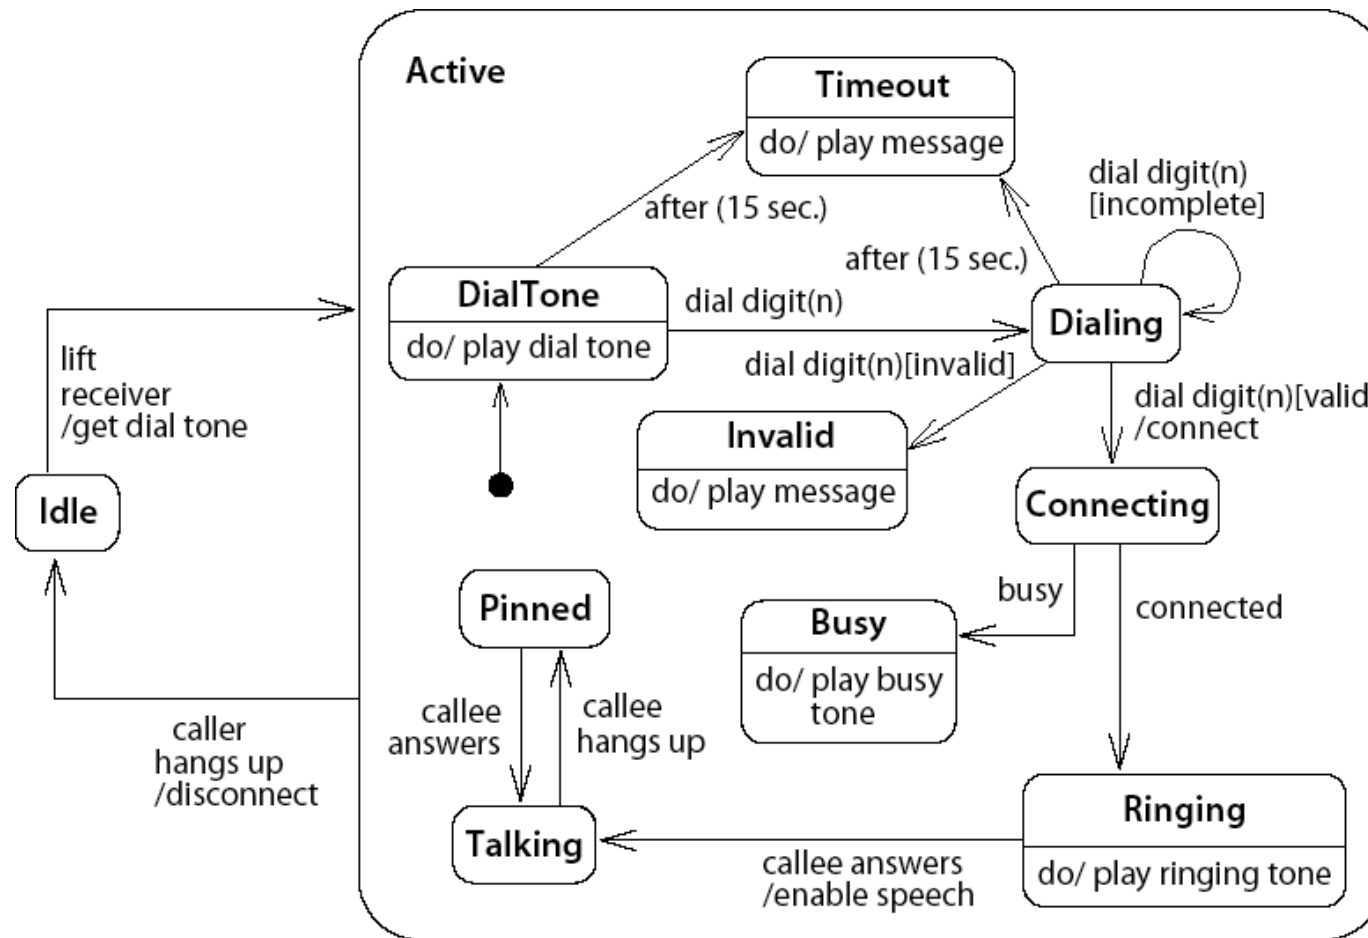 Active
Timeout
do/ play message
dial digit(n)
[incomplete]
after (15 sec.)
after (15 sec.)
DialTone
do/ play dial tone
dial digit(n)
Dialing
lift
receiver
/get dial tone
dial digit(n)[invalid]
dial digit(n)[valid
/connect
Invalid
do/ play message
Idle
Connecting
Pinned
busy
connected
Busy
do/ play busy
tone
callee
answers
callee
hangs up
caller
hangs up
/disconnect
Ringing
do/ play ringing tone
Talking
callee answers
/enable speech